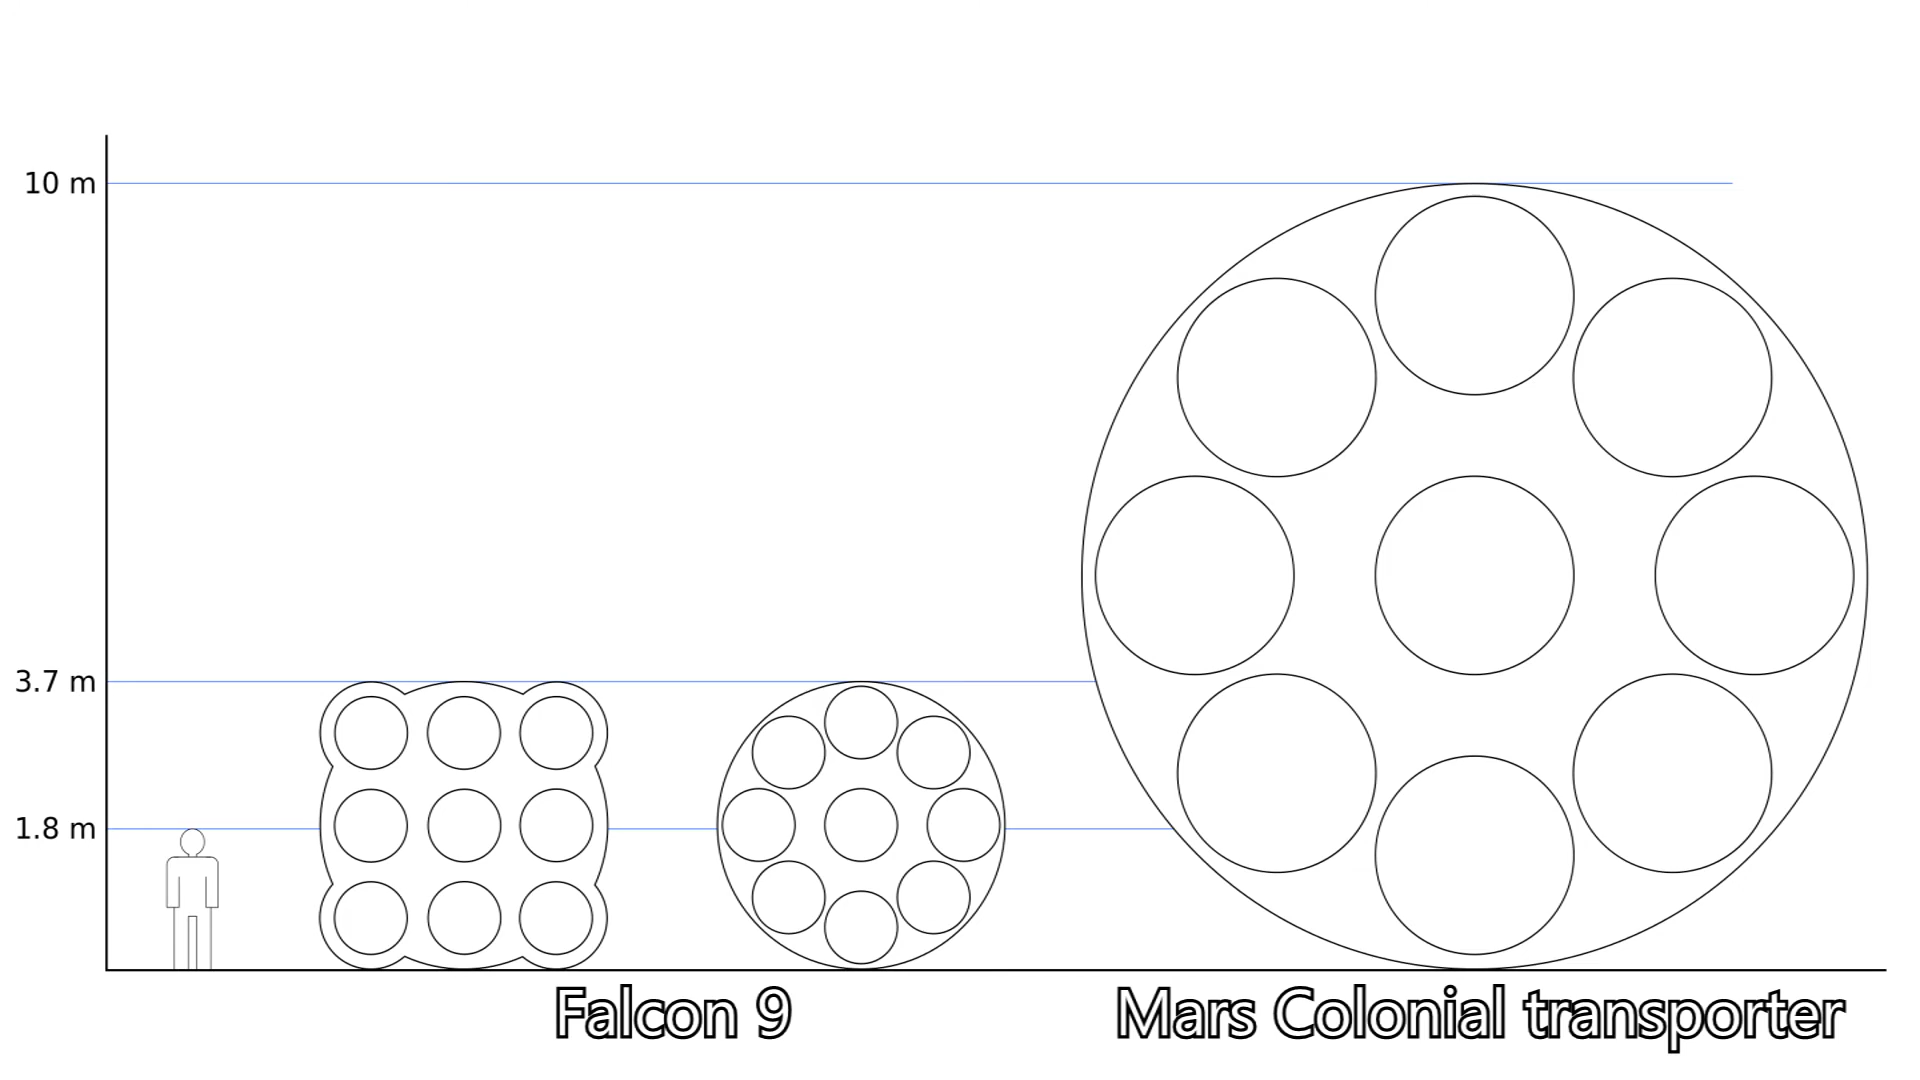 10 m
3.7 m
1.8 m
Falcon 9
Mars Colonial transporter